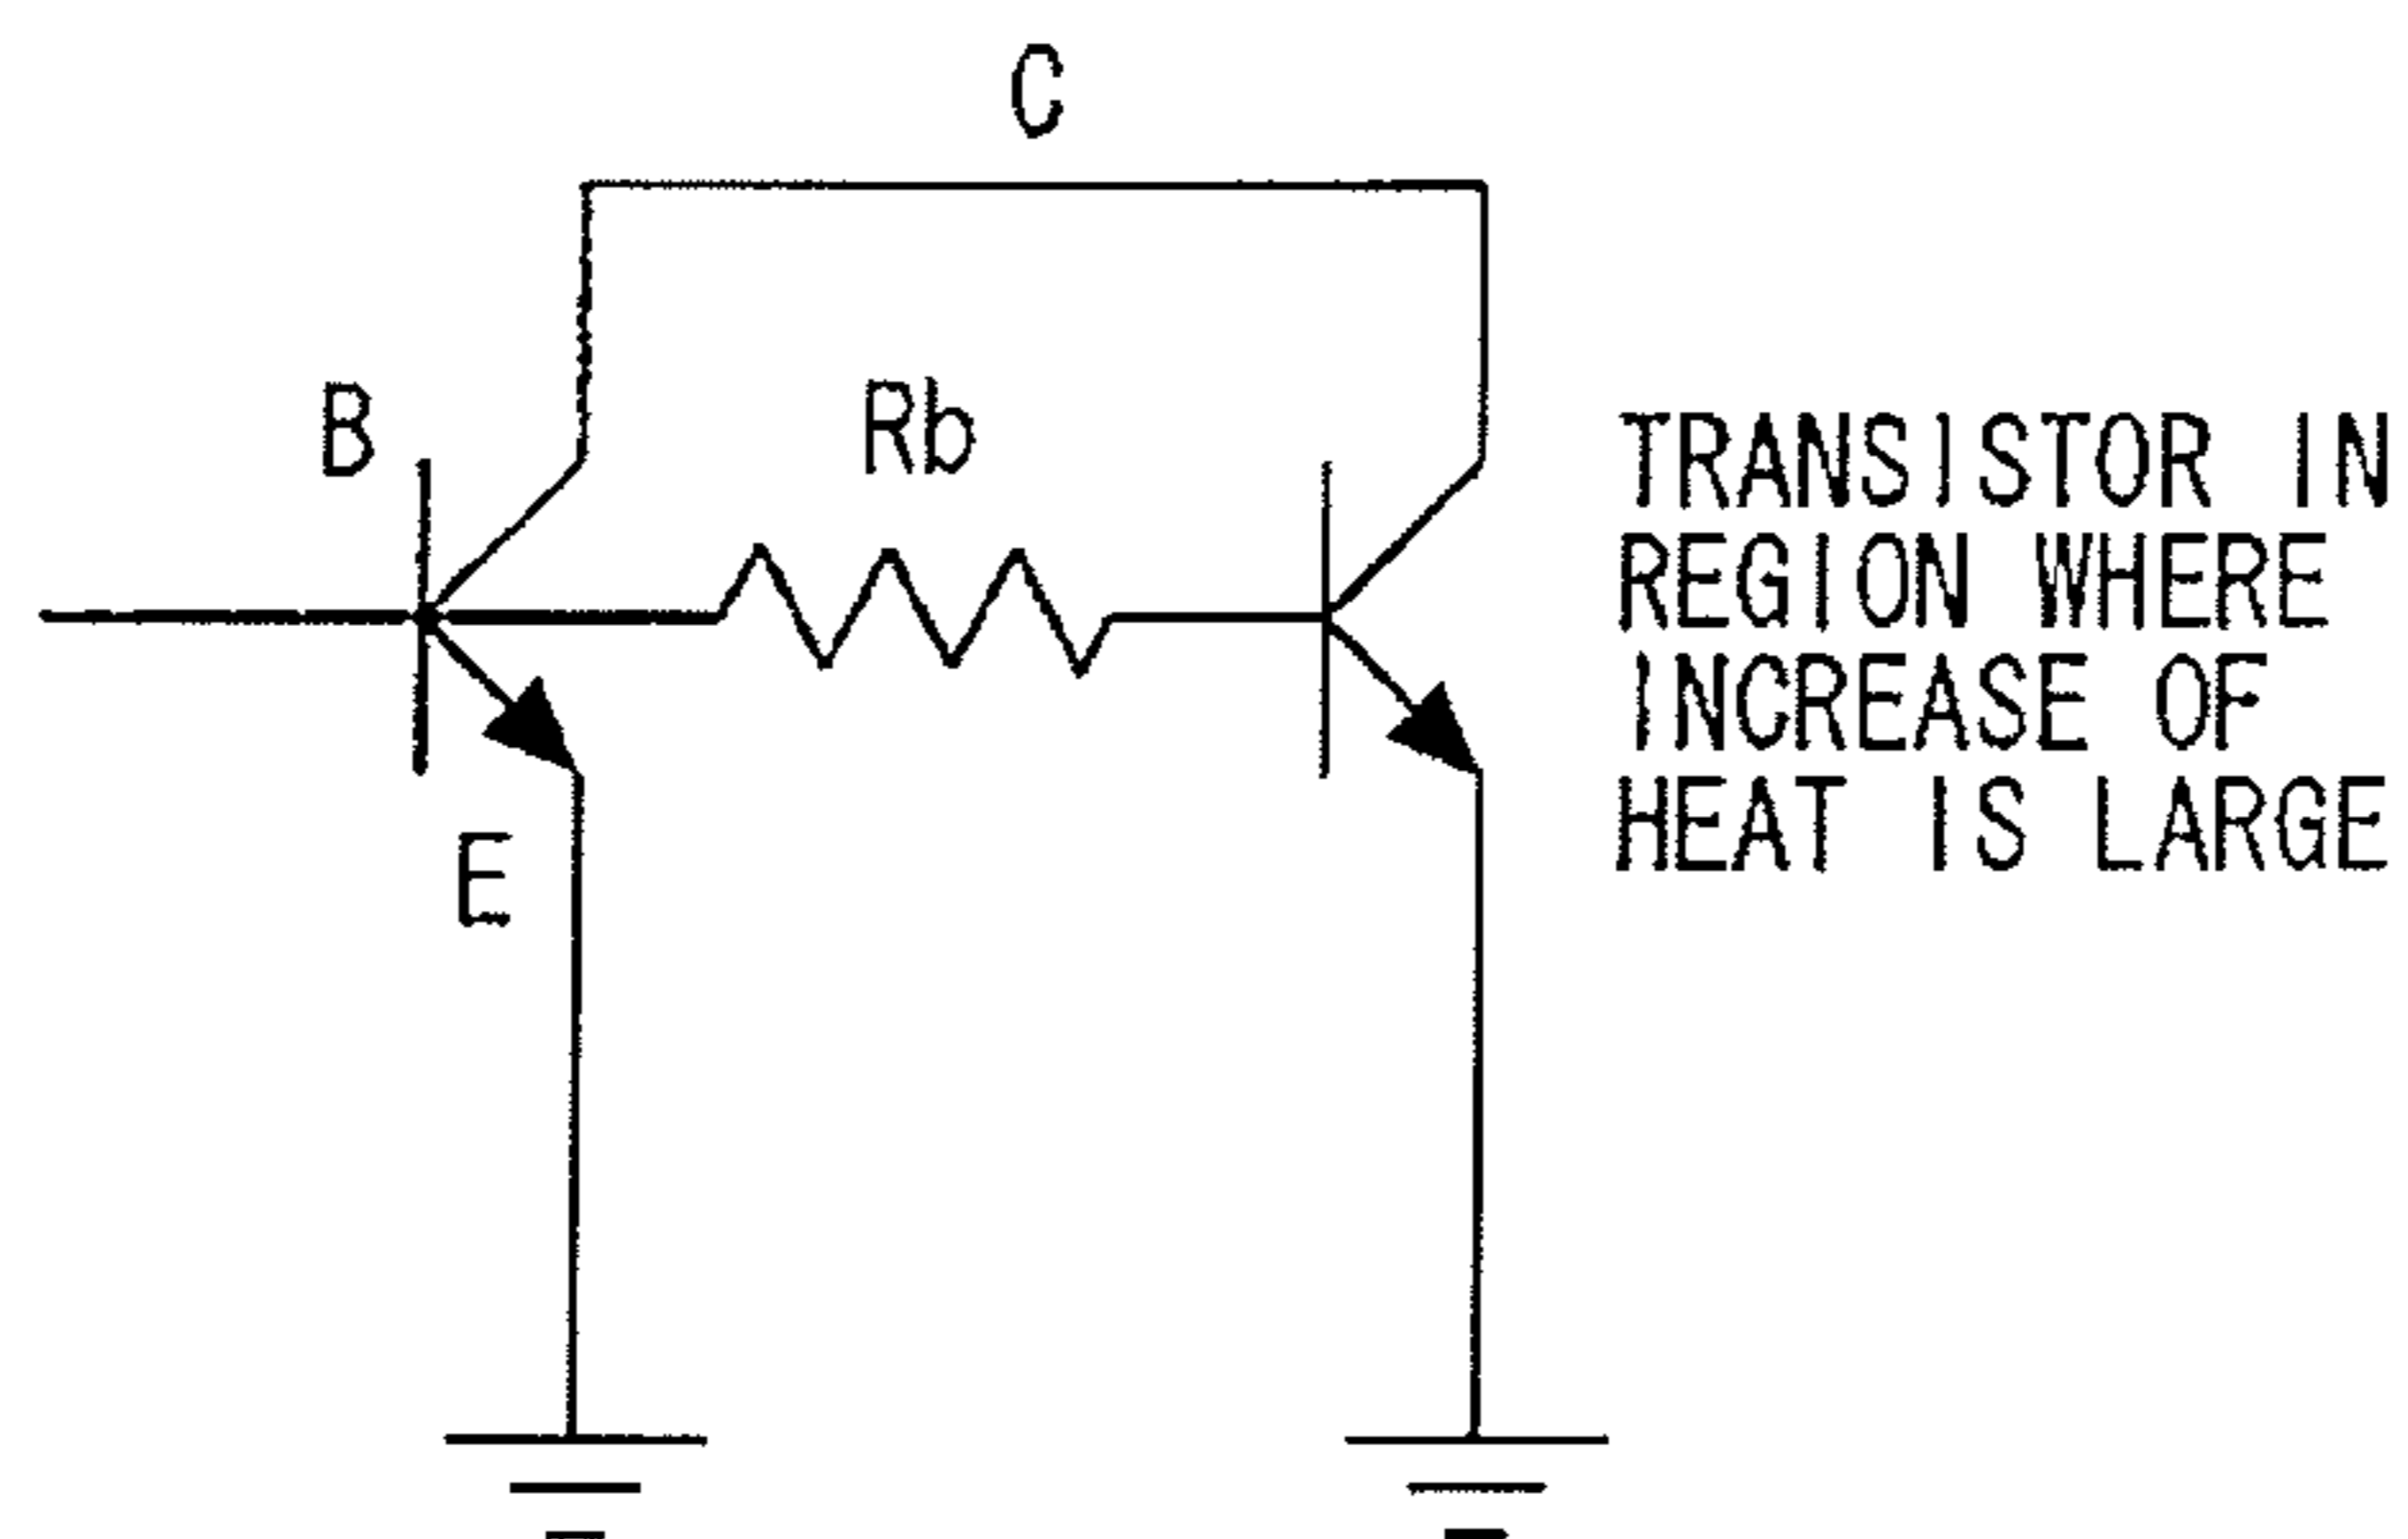 C
B
Rb
TRANSISTOR IN
REGION WHERE
INCREASE OF
HEAT IS LARGE
E